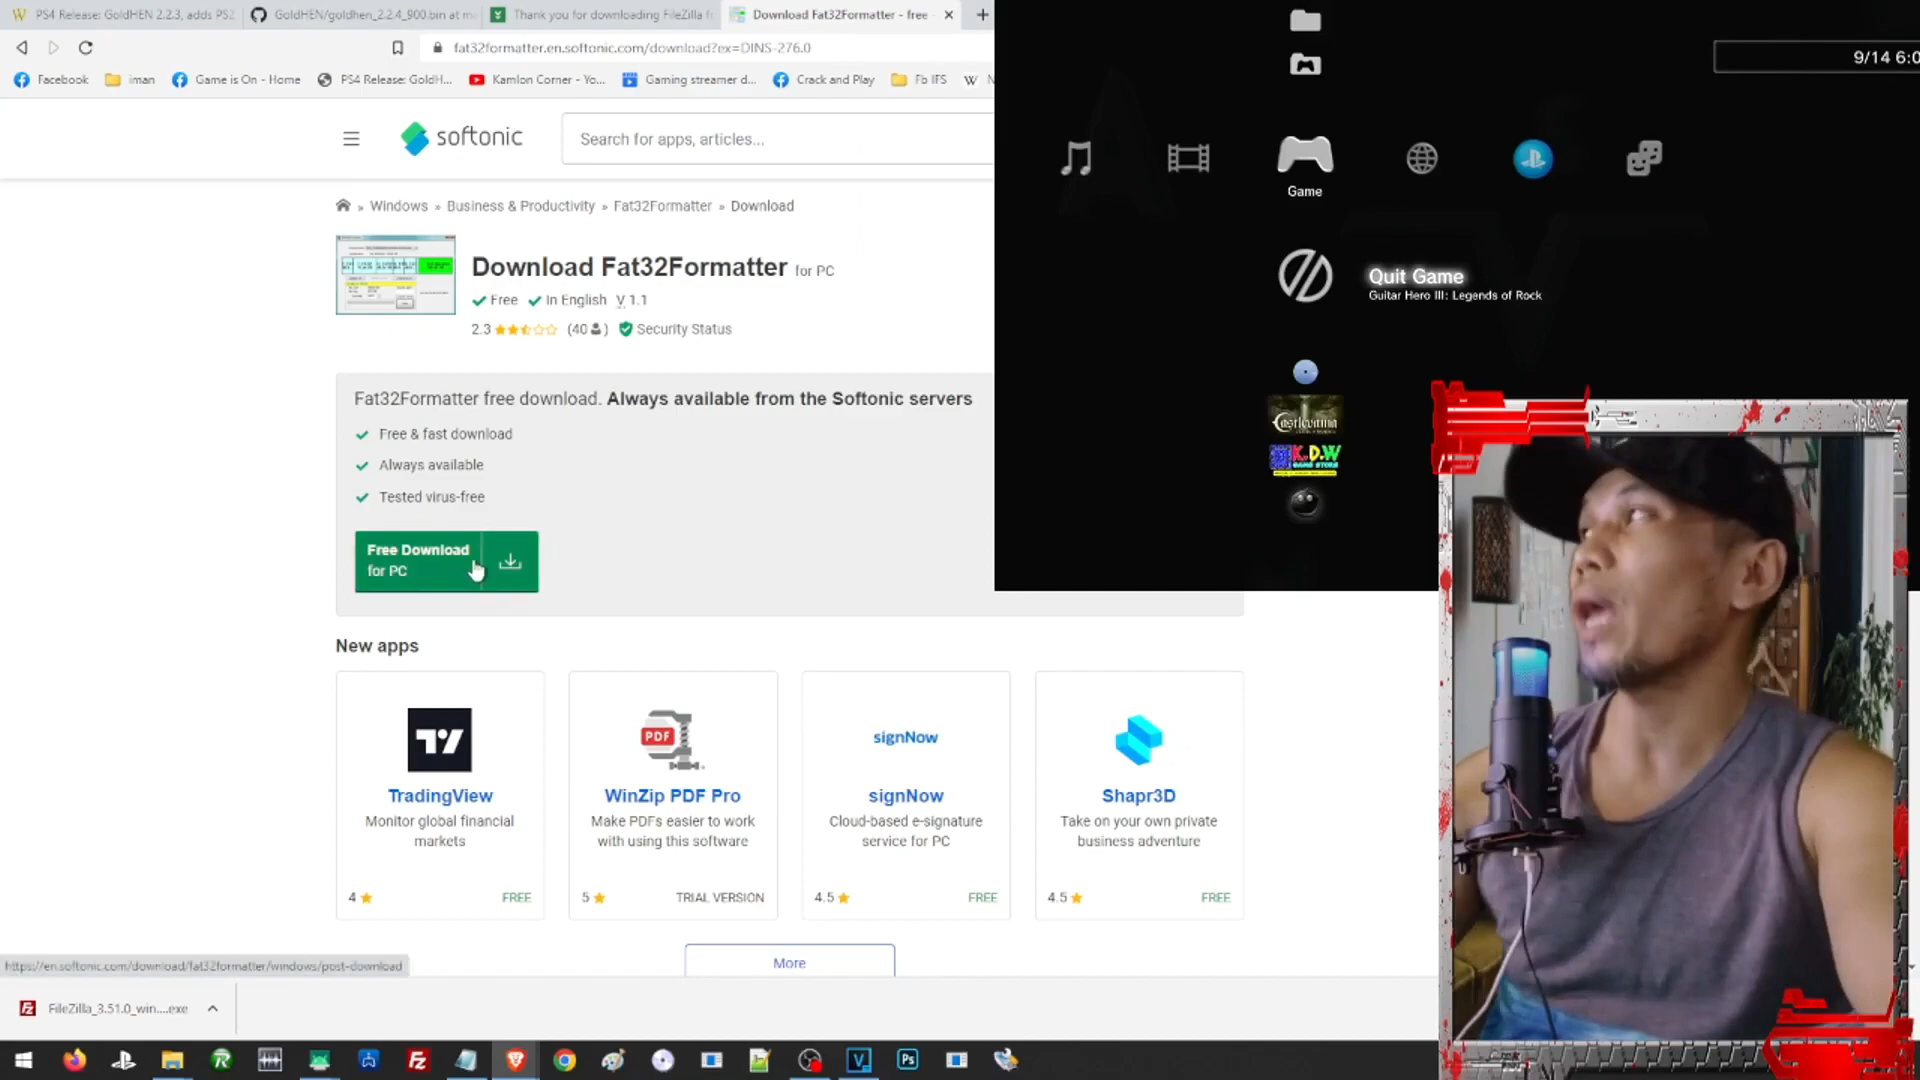 PS4 Release: GoldHEN 2.2.3, adds PS2
GoldHEN/goldhen_2.2.4_900.bin at m
Thank you for downloading FileZilla f
Download Fat32Formatter - free
fat32formatter.en.softonic.com/download?ex=DINS-276.0
Facebook
iman
Game is On - Home
PS4 Release: GoldH...
Kamlon Corner - Yo...
Gaming streamer d...
Crack and Play
Fb IFS
W N
softonic
Search for apps, articles...
» Windows » Business & Productivity » Fat32Formatter » Download
Download Fat32Formatter for PC
Free In English V 1.1
2.3 (40) Security Status
Fat32Formatter free download. Always available from the Softonic servers
Free & fast download
Always available
Tested virus-free
Free Download
for PC
New apps
TradingView
Monitor global financial
markets
4 FREE
PDF
WinZip PDF Pro
Make PDFs easier to work
with using this software
5 TRIAL VERSION
signNow
signNow
Cloud-based e-signature
service for PC
4.5 FREE
Shapr3D
Take on your own private
business adventure
4.5 FREE
More
https://en.softonic.com/download/fat32formatter/windows/post-download
FileZilla_3.51.0_win....exe
9/14 6:0
Game
Quit Game
Guitar Hero III: Legends of Rock
Castlevania
K.D.W
GAME STORE
Fz
Ps